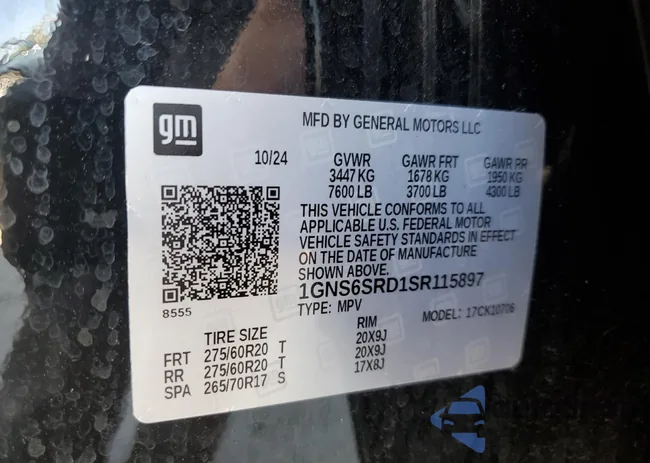 gm
MFD BY GENERAL MOTORS LLC
10/24 GVWR GAWR FRT GAWR RR
3447 KG 1678 KG 1950 KG
7600 LB 3700 LB 4300 LB
THIS VEHICLE CONFORMS TO ALL
APPLICABLE U.S. FEDERAL MOTOR
VEHICLE SAFETY STANDARDS IN EFFECT
ON THE DATE OF MANUFACTURE
SHOWN ABOVE.
1GNS6SRD1SR115897
8555
TYPE: MPV MODEL: 17CK10706
TIRE SIZE RIM
FRT 275/60R20 T 20X9J
RR 275/60R20 T 20X9J
SPA 265/70R17 S 17X8J